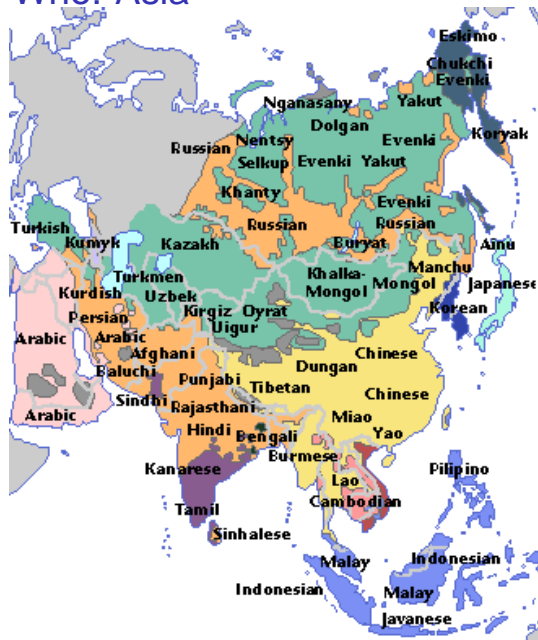 Who: Asia
Eskimo
Chukchi
Evenki
Nganasany
Yakut
Dolgan
Koryak
Russian
Nentsy
Evenki
Selkup
Evenki
Yakut
Khanty
Evenki
Russian
Russian
Turkish
Kumyk
Kazakh
Buryat
Ainu
Khalka-
Mongol
Mongol
Manchu
Turkmen
Japanese
Kurdish
Uzbek
Kirgiz
Oyrat
Korean
Persian
Uigur
Arabic
Arabic
Afghani
Chinese
Baluchi
Punjabi
Dungan
Tibetan
Sindhi
Chinese
Arabic
Rajasthani
Miao
Hindi
Bengali
Yao
Burmese
Kanarese
Pilipino
Lao
Cambodian
Tamil
Sinhalese
Malay
Indonesian
Indonesian
Malay
Javanese